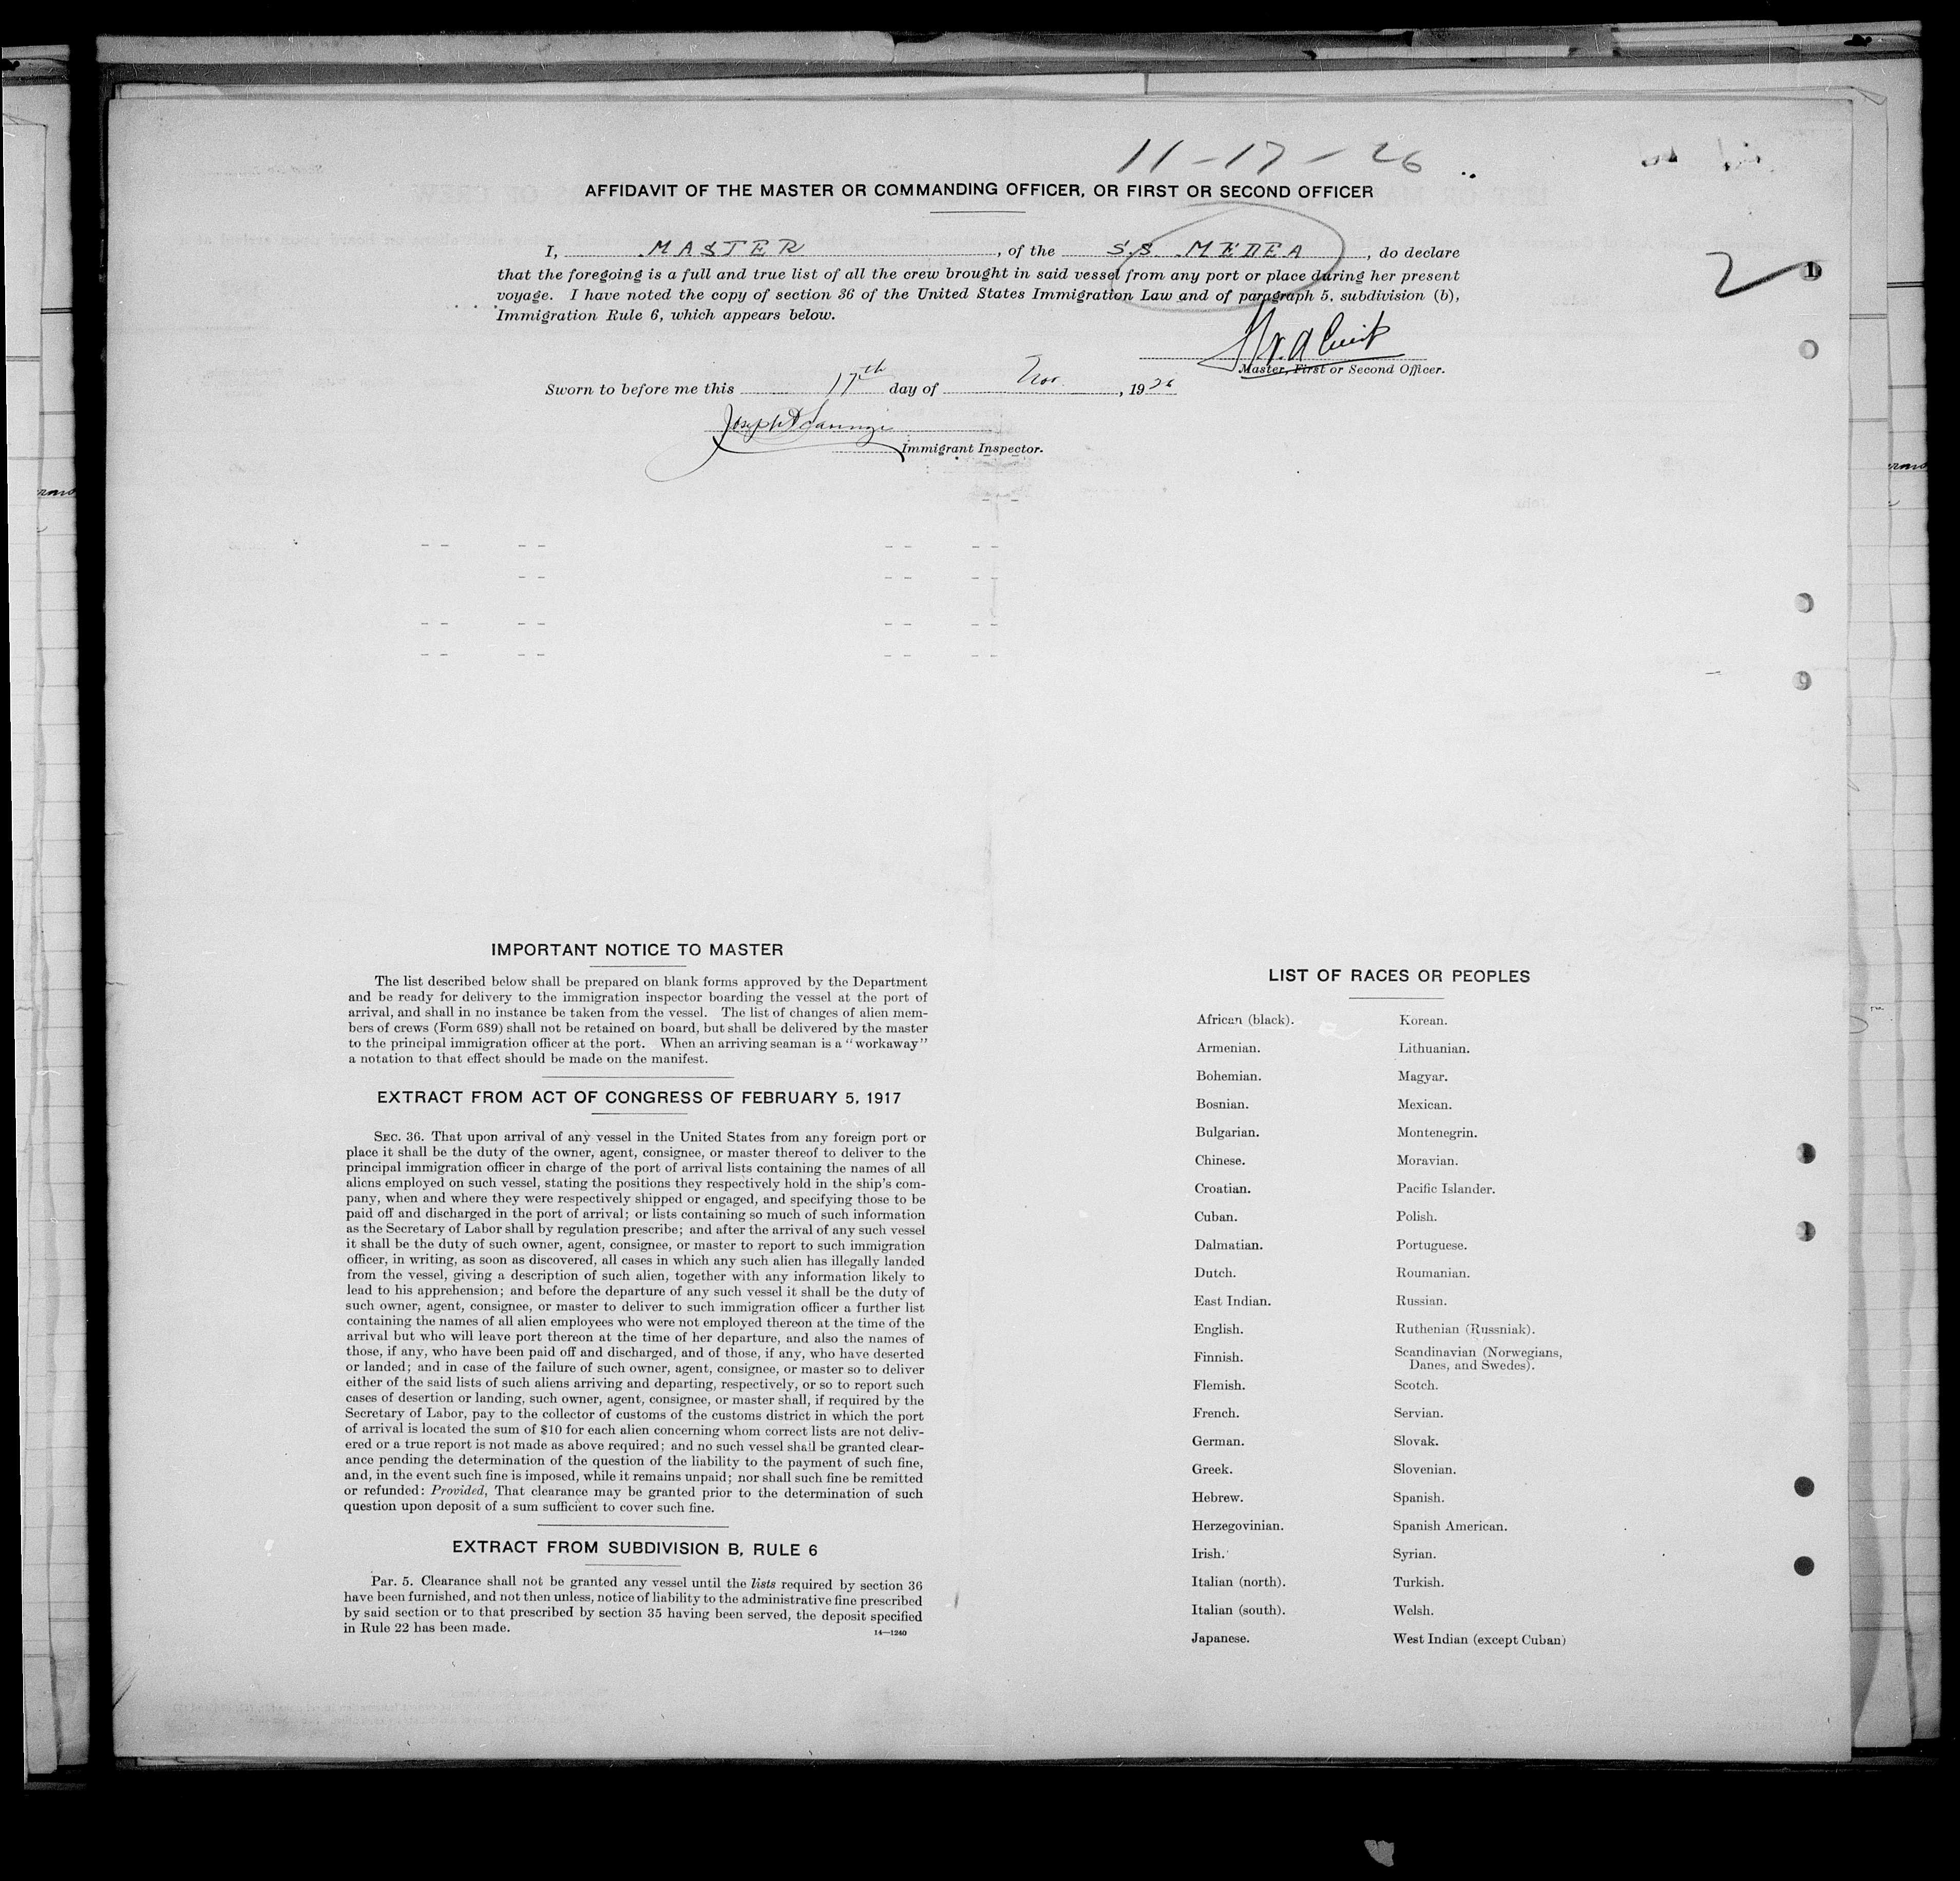 11-17-26
AFFIDAVIT OF THE MASTER OR COMMANDING OFFICER, OR FIRST OR SECOND OFFICER
I, MASTER, of the S.S. MEDEA, do declare
that the foregoing is a full and true list of all the crew brought in said vessel from any port or place during her present
voyage. I have noted the copy of section 36 of the United States Immigration Law and of paragraph 5, subdivision (b),
Immigration Rule 6, which appears below.
2
Master, First or Second Officer.
Sworn to before me this 17th day of Nov., 1926
Joseph
Immigrant Inspector.
IMPORTANT NOTICE TO MASTER
The list described below shall be prepared on blank forms approved by the Department
and be ready for delivery to the immigration inspector boarding the vessel at the port of
arrival, and shall in no instance be taken from the vessel. The list of changes of alien mem-
bers of crews (Form 689) shall not be retained on board, but shall be delivered by the master
to the principal immigration officer at the port. When an arriving seaman is a "workaway"
a notation to that effect should be made on the manifest.
EXTRACT FROM ACT OF CONGRESS OF FEBRUARY 5, 1917
SEC. 36. That upon arrival of any vessel in the United States from any foreign port or
place it shall be the duty of the owner, agent, consignee, or master thereof to deliver to the
principal immigration officer in charge of the port of arrival lists containing the names of all
aliens employed on such vessel, stating the positions they respectively hold in the ship's com-
pany, when and where they were respectively shipped or engaged, and specifying those to be
paid off and discharged in the port of arrival; or lists containing so much of such information
as the Secretary of Labor shall by regulation prescribe; and after the arrival of any such vessel
it shall be the duty of such owner, agent, consignee, or master to report to such immigration
officer, in writing, as soon as discovered, all cases in which any such alien has illegally landed
from the vessel, giving a description of such alien, together with any information likely to
lead to his apprehension; and before the departure of any such vessel it shall be the duty of
such owner, agent, consignee, or master to deliver to such immigration officer a further list
containing the names of all alien employees who were not employed thereon at the time of the
arrival but who will leave port thereon at the time of her departure, and also the names of
those, if any, who have been paid off and discharged, and of those, if any, who have deserted
or landed; and in case of the failure of such owner, agent, consignee, or master so to deliver
either of the said lists of such aliens arriving and departing, respectively, or so to report such
cases of desertion or landing, such owner, agent, consignee, or master shall, if required by the
Secretary of Labor, pay to the collector of customs of the customs district in which the port
of arrival is located the sum of $10 for each alien concerning whom correct lists are not deliv-
ered or a true report is not made as above required; and no such vessel shall be granted clear-
ance pending the determination of the question of the liability to the payment of such fine,
and, in the event such fine is imposed, while it remains unpaid; nor shall such fine be remitted
or refunded: Provided, That clearance may be granted prior to the determination of such
question upon deposit of a sum sufficient to cover such fine.
EXTRACT FROM SUBDIVISION B, RULE 6
Par. 5. Clearance shall not be granted any vessel until the lists required by section 36
have been furnished, and not then unless, notice of liability to the administrative fine prescribed
by said section or to that prescribed by section 35 having been served, the deposit specified
in Rule 22 has been made.
14—1240
LIST OF RACES OR PEOPLES
African (black).
Armenian.
Bohemian.
Bosnian.
Bulgarian.
Chinese.
Croatian.
Cuban.
Dalmatian.
Dutch.
East Indian.
English.
Finnish.
Flemish.
French.
German.
Greek.
Hebrew.
Herzegovinian.
Irish.
Italian (north).
Italian (south).
Japanese.
Korean.
Lithuanian.
Magyar.
Mexican.
Montenegrin.
Moravian.
Pacific Islander.
Polish.
Portuguese.
Roumanian.
Russian.
Ruthenian (Russniak).
Scandinavian (Norwegians,
Danes, and Swedes).
Scotch.
Servian.
Slovak.
Slovenian.
Spanish.
Spanish American.
Syrian.
Turkish.
Welsh.
West Indian (except Cuban)